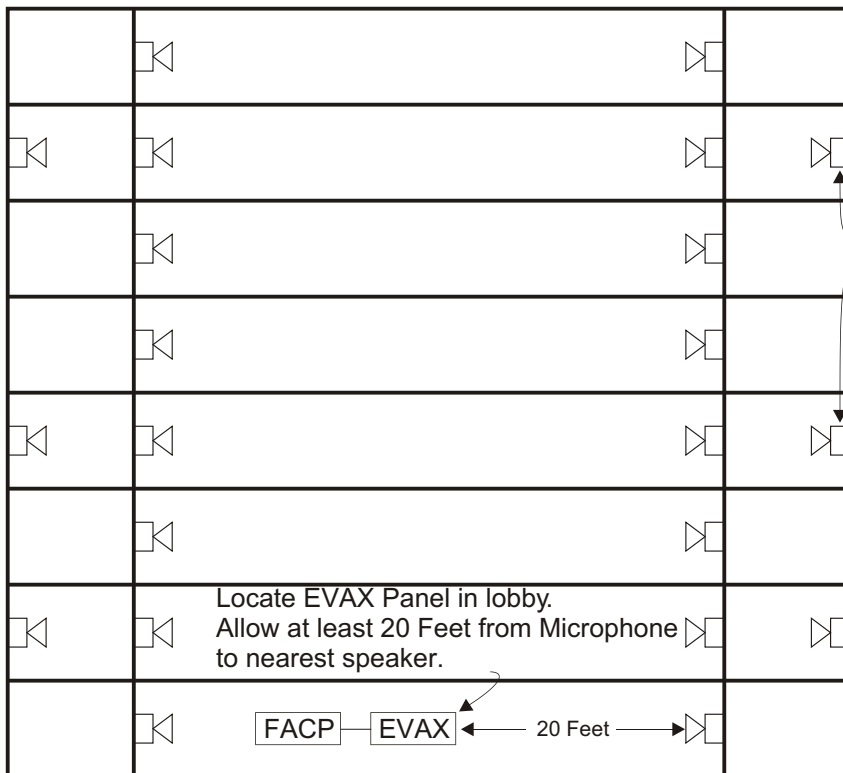 Locate EVAX Panel in lobby.
Allow at least 20 Feet from Microphone
to nearest speaker.
FACP EVAX 20 Feet